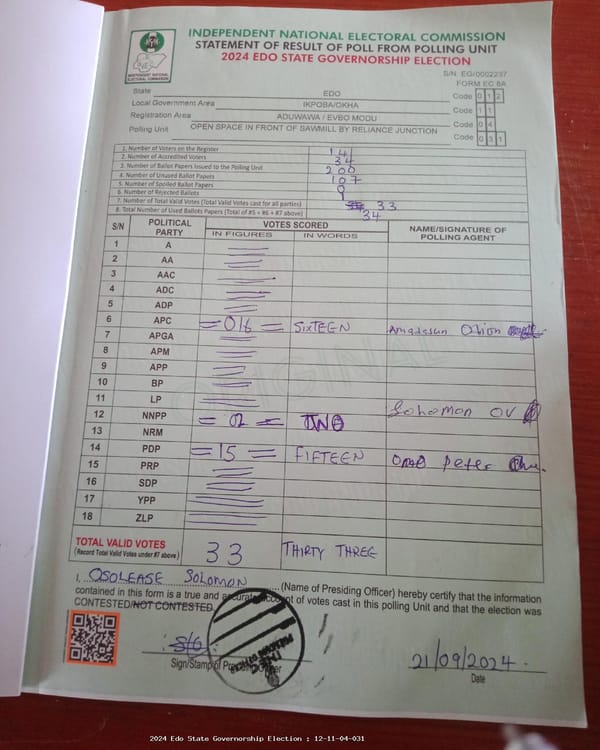 INDEPENDENT NATIONAL ELECTORAL COMMISSION
STATEMENT OF RESULT OF POLL FROM POLLING UNIT
2024 EDO STATE GOVERNORSHIP ELECTION
INEC
INDEPENDENT NATIONAL ELECTORAL COMMISSION
S/N: EG/0002237
FORM EC 8A
State EDO Code 0 1 2
Local Government Area IKPOBA/OKHA Code 1 1
Registration Area ADUWAWA / EVBO MODU Code 0 4
Polling Unit OPEN SPACE IN FRONT OF SAWMILL BY RELIANCE JUNCTION Code 0 3 1
1. Number of Voters on the Register 141
2. Number of Accredited Voters 34
3. Number of Ballot Papers Issued to the Polling Unit 200
4. Number of Unused Ballot Papers 107
5. Number of Spoiled Ballot Papers
6. Number of Rejected Ballots
7. Number of Total Valid Votes (Total Valid Votes cast for all parties) 33
8. Total Number of Used Ballots Papers (Total of #5 + #6 + #7 above) 34
S/N POLITICAL PARTY VOTES SCORED NAME/SIGNATURE OF POLLING AGENT
IN FIGURES IN WORDS
1 A
2 AA
3 AAC
4 ADC
5 ADP
6 APC =016= SIXTEEN
7 APGA
8 APM
9 APP
10 BP
11 LP Solomon OV
12 NNPP = 02 = TWO
13 NRM
14 PDP =15= FIFTEEN
15 PRP Peter
16 SDP
17 YPP
18 ZLP
TOTAL VALID VOTES 33 THIRTY THREE
(Record Total Valid Votes under #7 above)
I, OSOLEASE SOLOMON (Name of Presiding Officer) hereby certify that the information
contained in this form is a true and accurate account of votes cast in this polling Unit and that the election was
CONTESTED/NOT CONTESTED.
Sign/Stamp of Presiding Officer
21/09/2024
Date
2024 Edo State Governorship Election : 12-11-04-031